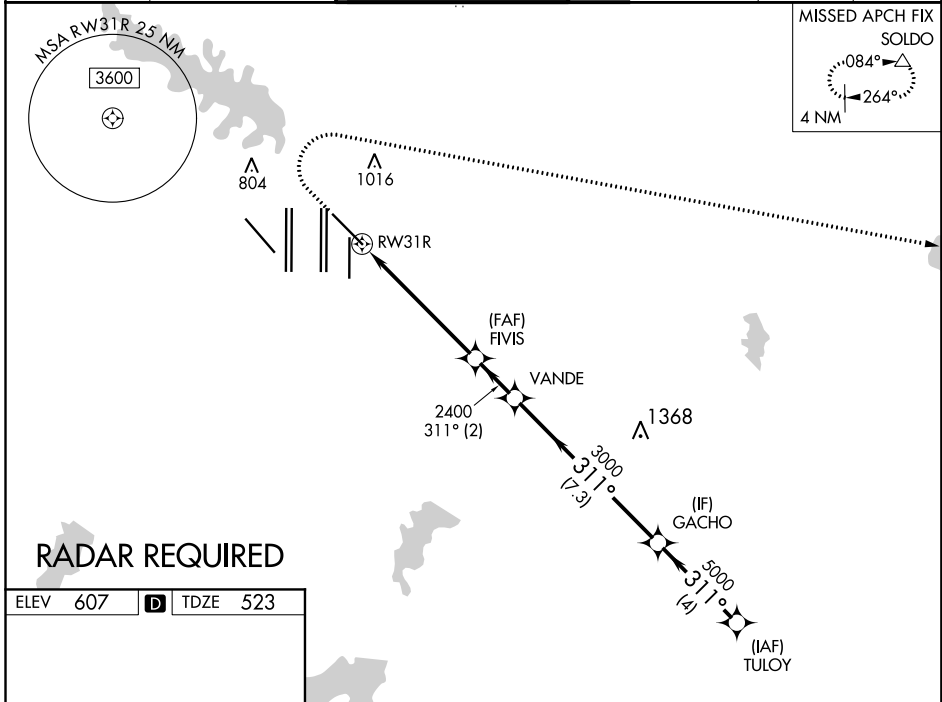 MSA RW31R 25 NM
3600
MISSED APCH FIX
SOLDO
084°
264°
4 NM
804
1016
RW31R
(FAF)
FIVIS
VANDE
2400
311° (2)
1368
3000
311°
(7.3)
(IF)
GACHO
5000
311°
(4)
(IAF)
TULOY
RADAR REQUIRED
ELEV 607 D TDZE 523